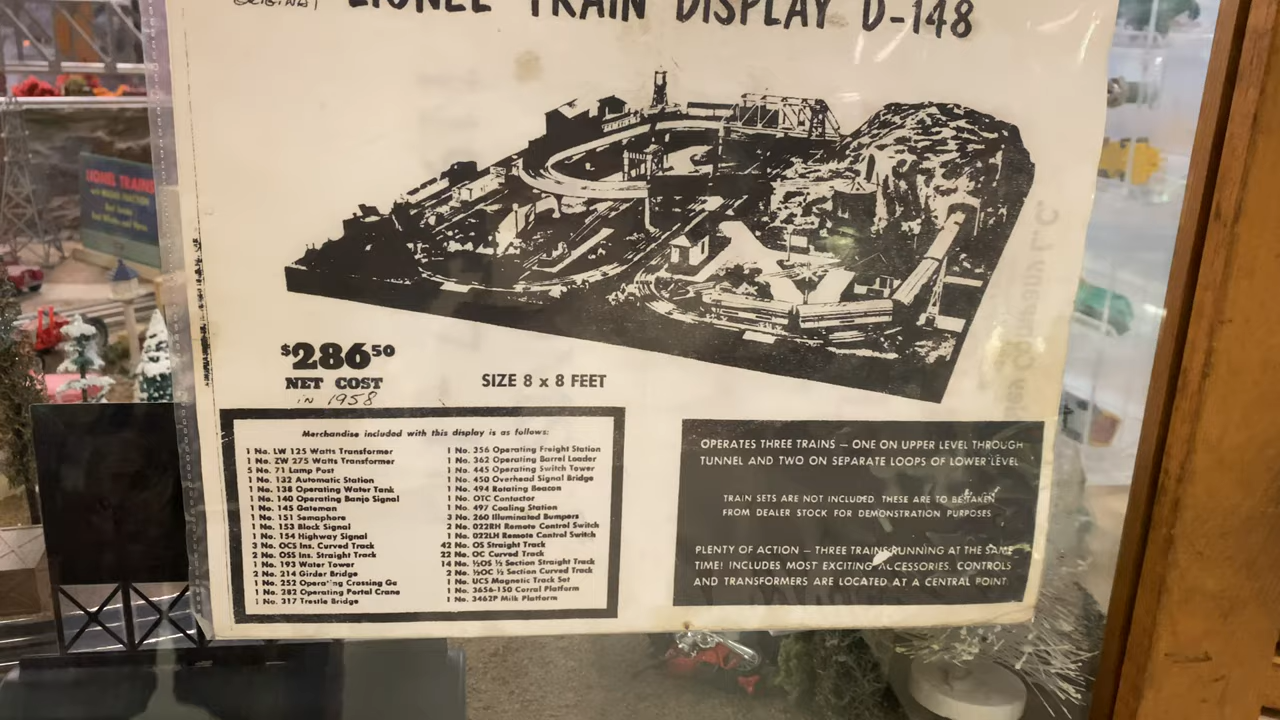 ORIGINAL
LIONEL TRAIN DISPLAY D-148
LIONEL TRAINS
$286.50
NET COST
in 1958
SIZE 8 x 8 FEET
Merchandise included with this display is as follows:
1 No. LW 125 Watts Transformer
1 No. ZW 275 Watts Transformer
5 No. 71 Lamp Post
1 No. 132 Automatic Station
1 No. 138 Operating Water Tank
1 No. 140 Operating Banjo Signal
1 No. 145 Gateman
1 No. 151 Semaphore
1 No. 153 Block Signal
1 No. 154 Highway Signal
3 No. OCS Ins. Curved Track
2 No. OSS Ins. Straight Track
1 No. 193 Water Tower
2 No. 214 Girder Bridge
1 No. 252 Operating Crossing Ga
1 No. 282 Operating Portal Crane
1 No. 317 Trestle Bridge
1 No. 356 Operating Freight Station
1 No. 362 Operating Barrel Loader
1 No. 445 Operating Switch Tower
1 No. 450 Overhead Signal Bridge
1 No. 494 Rotating Beacon
1 No. OTC Contactor
1 No. 497 Coaling Station
3 No. 260 Illuminated Bumpers
2 No. 022RH Remote Control Switch
1 No. 022LH Remote Control Switch
42 No. OS Straight Track
22 No. OC Curved Track
14 No. ½OS ½ Section Straight Track
2 No. ½OC ½ Section Curved Track
1 No. UCS Magnetic Track Set
1 No. 3656-150 Corral Platform
1 No. 3462P Milk Platform
OPERATES THREE TRAINS — ONE ON UPPER LEVEL THROUGH
TUNNEL AND TWO ON SEPARATE LOOPS OF LOWER LEVEL
TRAIN SETS ARE NOT INCLUDED THESE ARE TO BE TAKEN
FROM DEALER STOCK FOR DEMONSTRATION PURPOSES
PLENTY OF ACTION — THREE TRAINS RUNNING AT THE SAME
TIME! INCLUDES MOST EXCITING ACCESSORIES. CONTROLS
AND TRANSFORMERS ARE LOCATED AT A CENTRAL POINT.